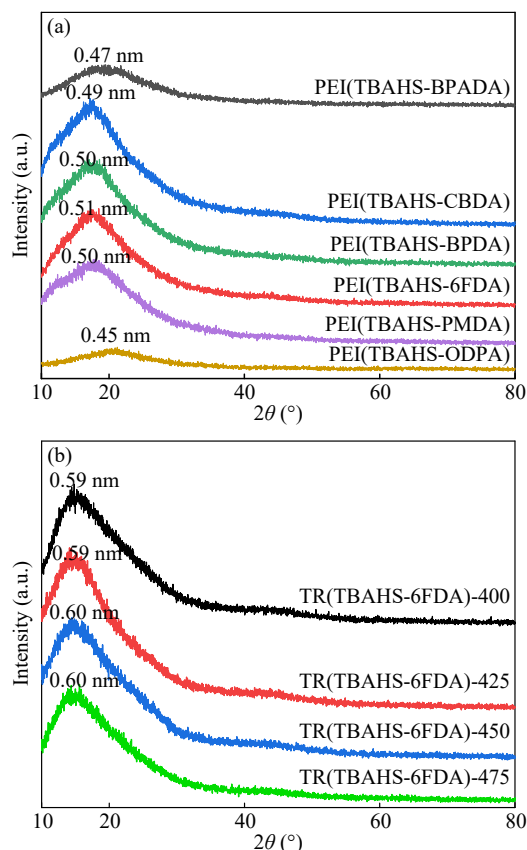 (a)
0.47 nm
PEI(TBAHS-BPADA)
0.49 nm
PEI(TBAHS-CBDA)
0.50 nm
PEI(TBAHS-BPDA)
0.51 nm
PEI(TBAHS-6FDA)
0.50 nm
PEI(TBAHS-PMDA)
0.45 nm
PEI(TBAHS-ODPA)
Intensity (a.u.)
10 20 40 60 80
2θ (°)
(b)
0.59 nm
TR(TBAHS-6FDA)-400
0.59 nm
TR(TBAHS-6FDA)-425
0.60 nm
TR(TBAHS-6FDA)-450
0.60 nm
TR(TBAHS-6FDA)-475
Intensity (a.u.)
10 20 40 60 80
2θ (°)